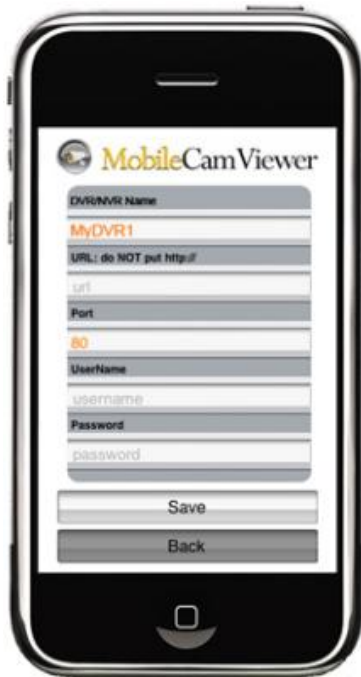 MobileCamViewer
DVR/NVR Name
MyDVR1
URL: do NOT put http://
url
Port
80
UserName
username
Password
password
Save
Back